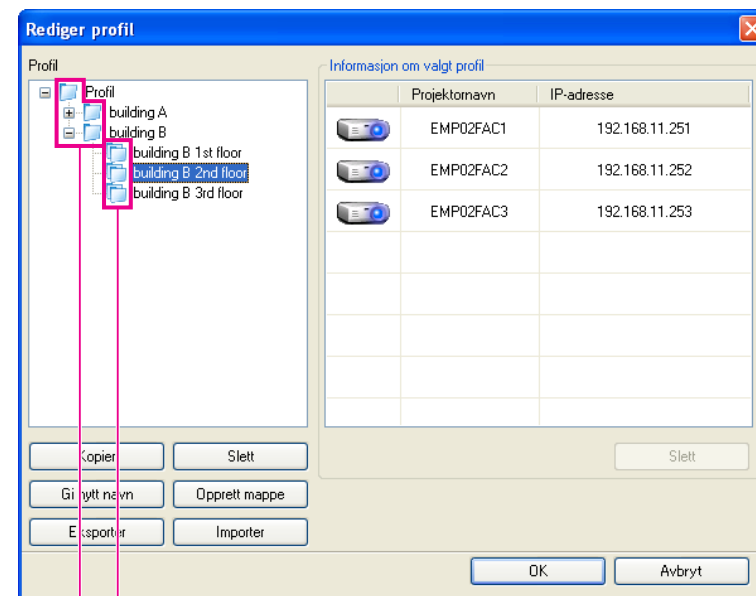 Rediger profil
Profil
Informasjon om valgt profil
Profil
building A
building B
building B 1st floor
building B 2nd floor
building B 3rd floor
Projektornavn IP-adresse
EMP02FAC1 192.168.11.251
EMP02FAC2 192.168.11.252
EMP02FAC3 192.168.11.253
Kopier Slett
Slett
Gi nytt navn Opprett mappe
Eksporter Importer
OK Avbryt